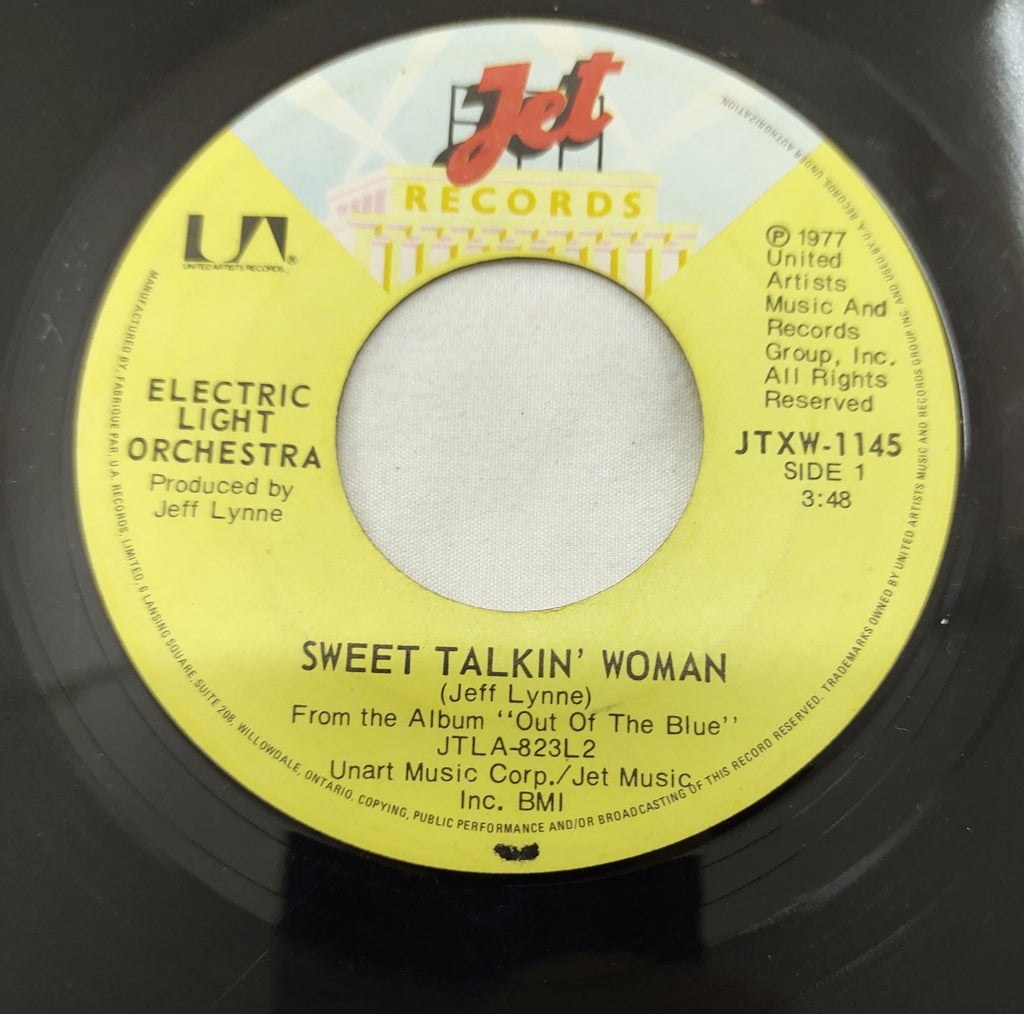 Jet
RECORDS
UA
UNITED ARTISTS RECORDS ®
℗ 1977
United
Artists
Music And
Records
Group, Inc.
All Rights
Reserved
ELECTRIC
LIGHT
ORCHESTRA
Produced by
Jeff Lynne
JTXW-1145
SIDE 1
3:48
SWEET TALKIN' WOMAN
(Jeff Lynne)
From the Album "Out Of The Blue"
JTLA-823L2
Unart Music Corp./Jet Music
Inc. BMI
MANUFACTURED BY, FABRIQUE PAR, U.A. RECORDS, LIMITED, 6 LANSING SQUARE, SUITE 208, WILLOWDALE, ONTARIO. COPYING, PUBLIC PERFORMANCE AND/OR BROADCASTING OF THIS RECORD RESERVED. TRADEMARKS OWNED BY UNITED ARTISTS MUSIC AND RECORDS GROUP INC. AND USED BY U.A. RECORDS, UNDER AUTHORIZATION.